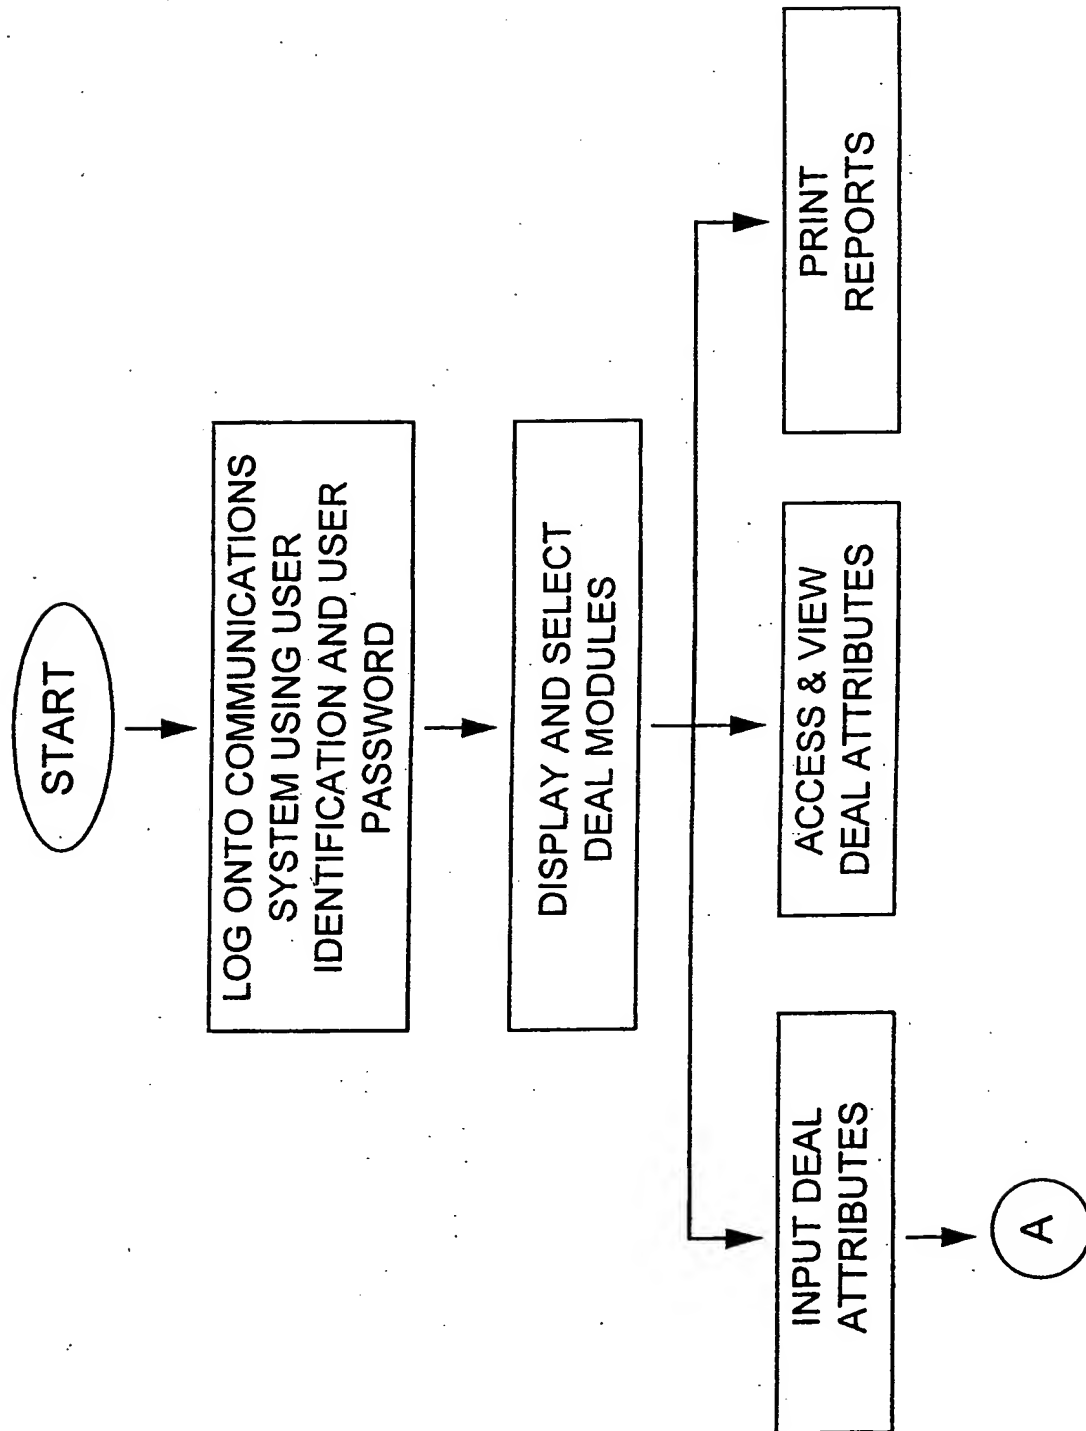 START
LOG ONTO COMMUNICATIONS
SYSTEM USING USER
IDENTIFICATION AND USER
PASSWORD
DISPLAY AND SELECT
DEAL MODULES
INPUT DEAL
ATTRIBUTES
ACCESS & VIEW
DEAL ATTRIBUTES
PRINT
REPORTS
A